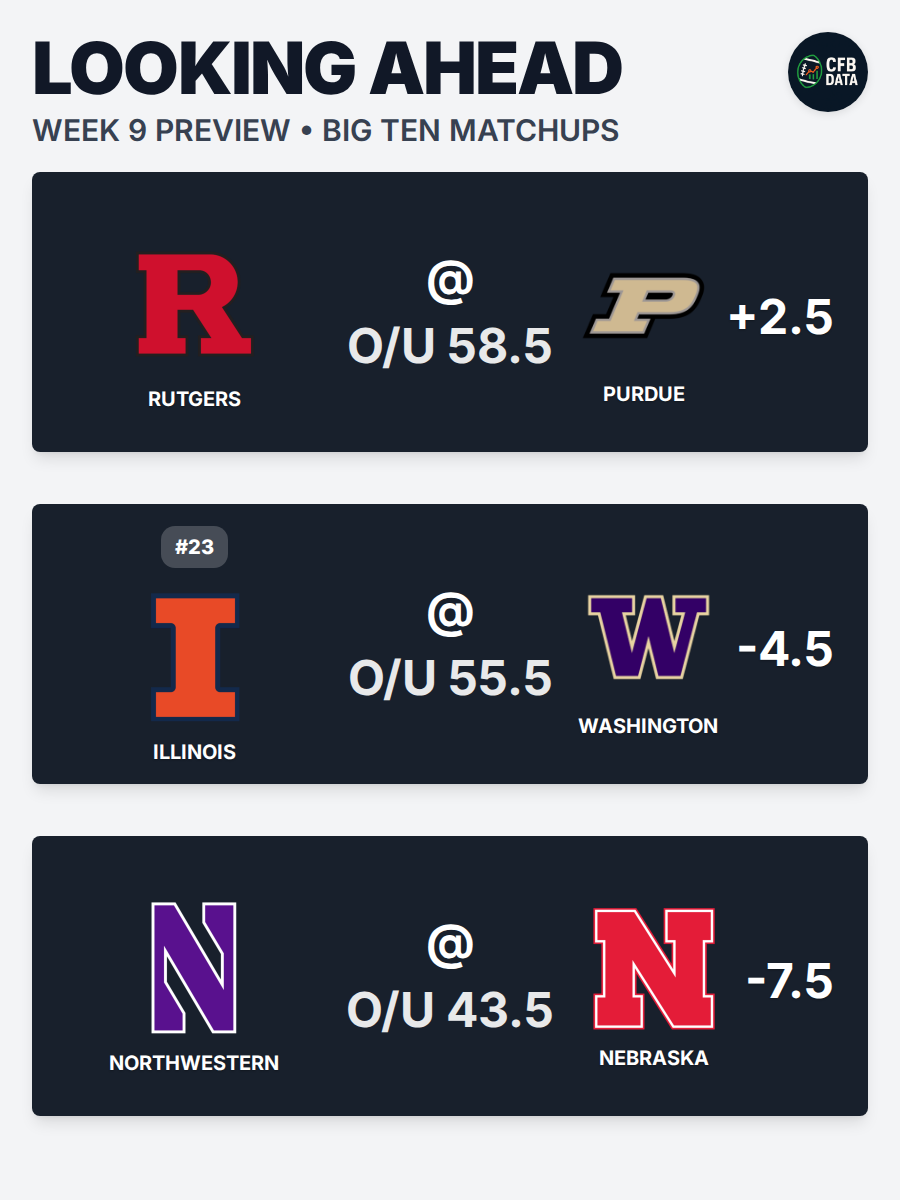 LOOKING AHEAD
CFB
DATA
WEEK 9 PREVIEW • BIG TEN MATCHUPS
R
RUTGERS
@
O/U 58.5
P
PURDUE
+2.5
#23
I
ILLINOIS
@
O/U 55.5
W
WASHINGTON
-4.5
N
NORTHWESTERN
@
O/U 43.5
N
NEBRASKA
-7.5